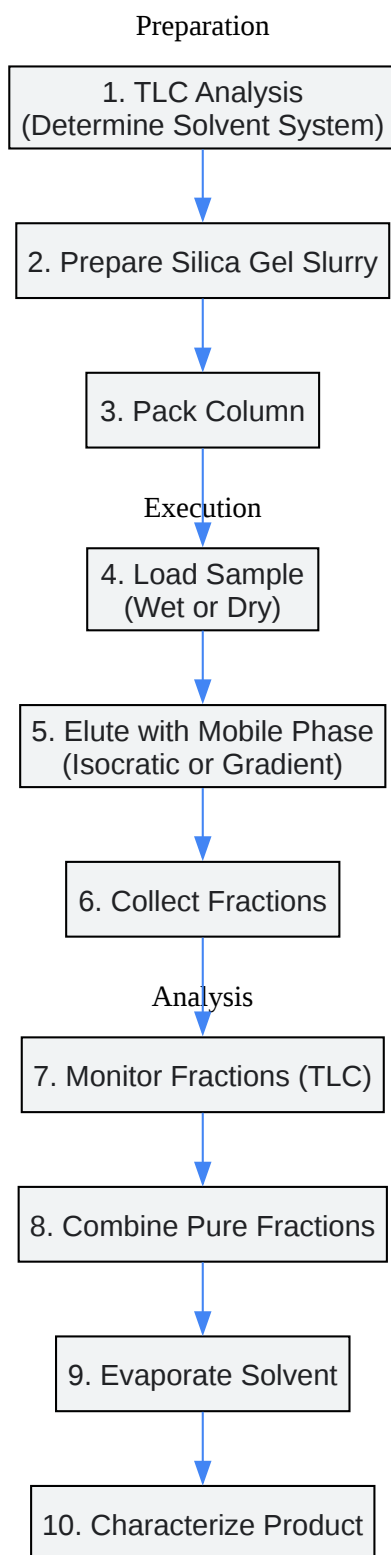 Preparation
1. TLC Analysis
(Determine Solvent System)
2. Prepare Silica Gel Slurry
3. Pack Column
Execution
4. Load Sample
(Wet or Dry)
5. Elute with Mobile Phase
(Isocratic or Gradient)
6. Collect Fractions
Analysis
7. Monitor Fractions (TLC)
8. Combine Pure Fractions
9. Evaporate Solvent
10. Characterize Product